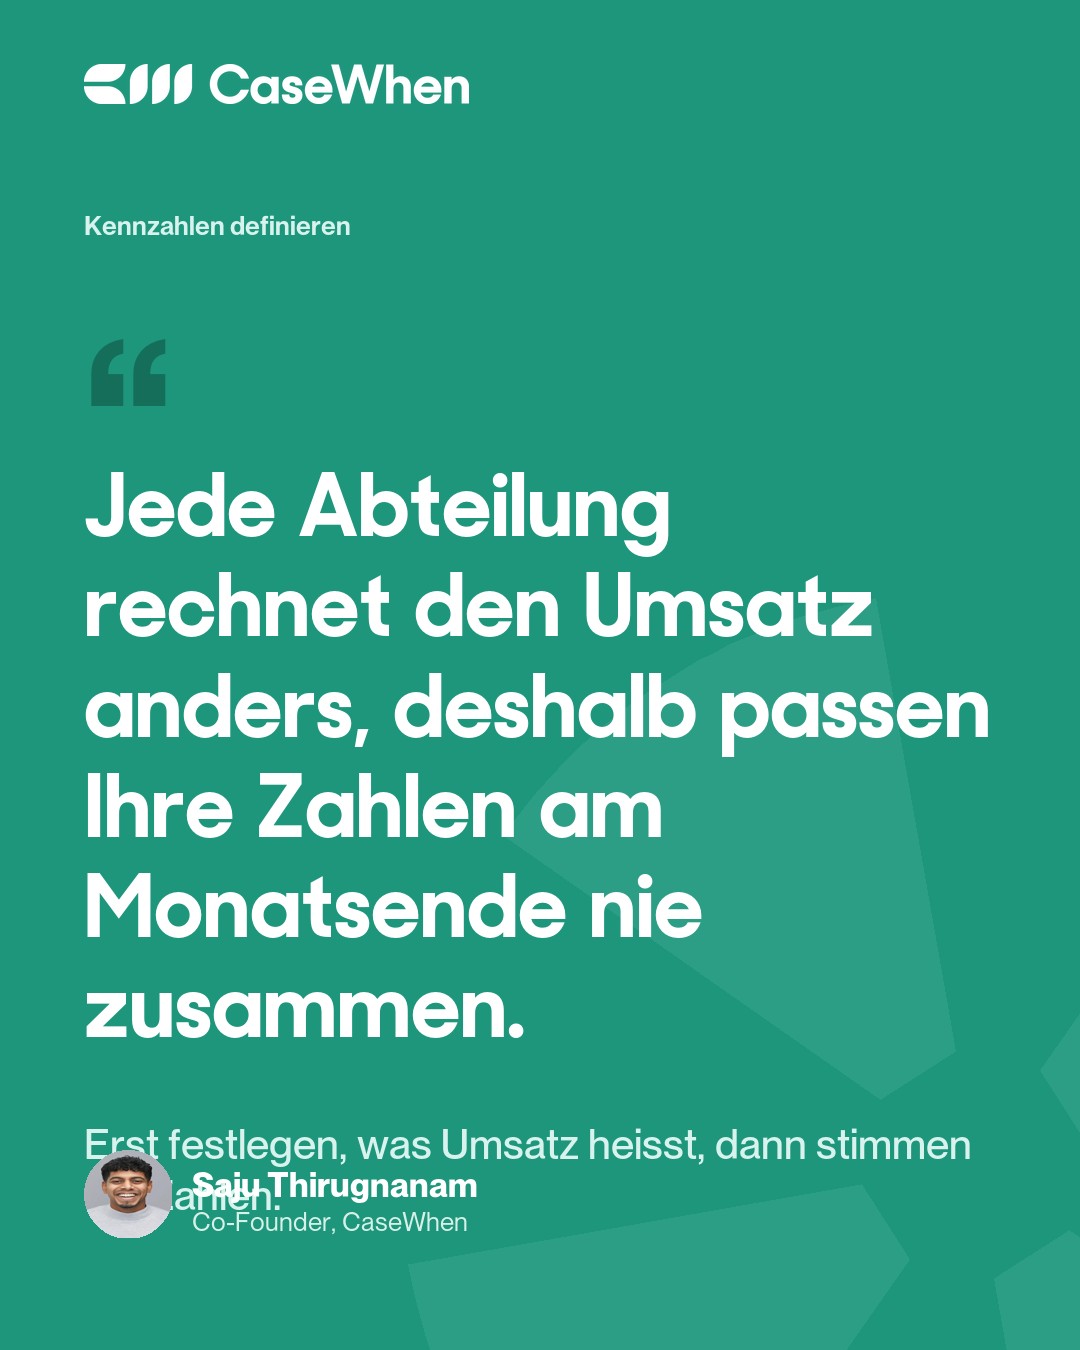 CaseWhen
Kennzahlen definieren
“
Jede Abteilung
rechnet den Umsatz
anders, deshalb passen
Ihre Zahlen am
Monatsende nie
zusammen.
Erst festlegen, was Umsatz heisst, dann stimmen
Saju Thirugnanam
Co-Founder, CaseWhen